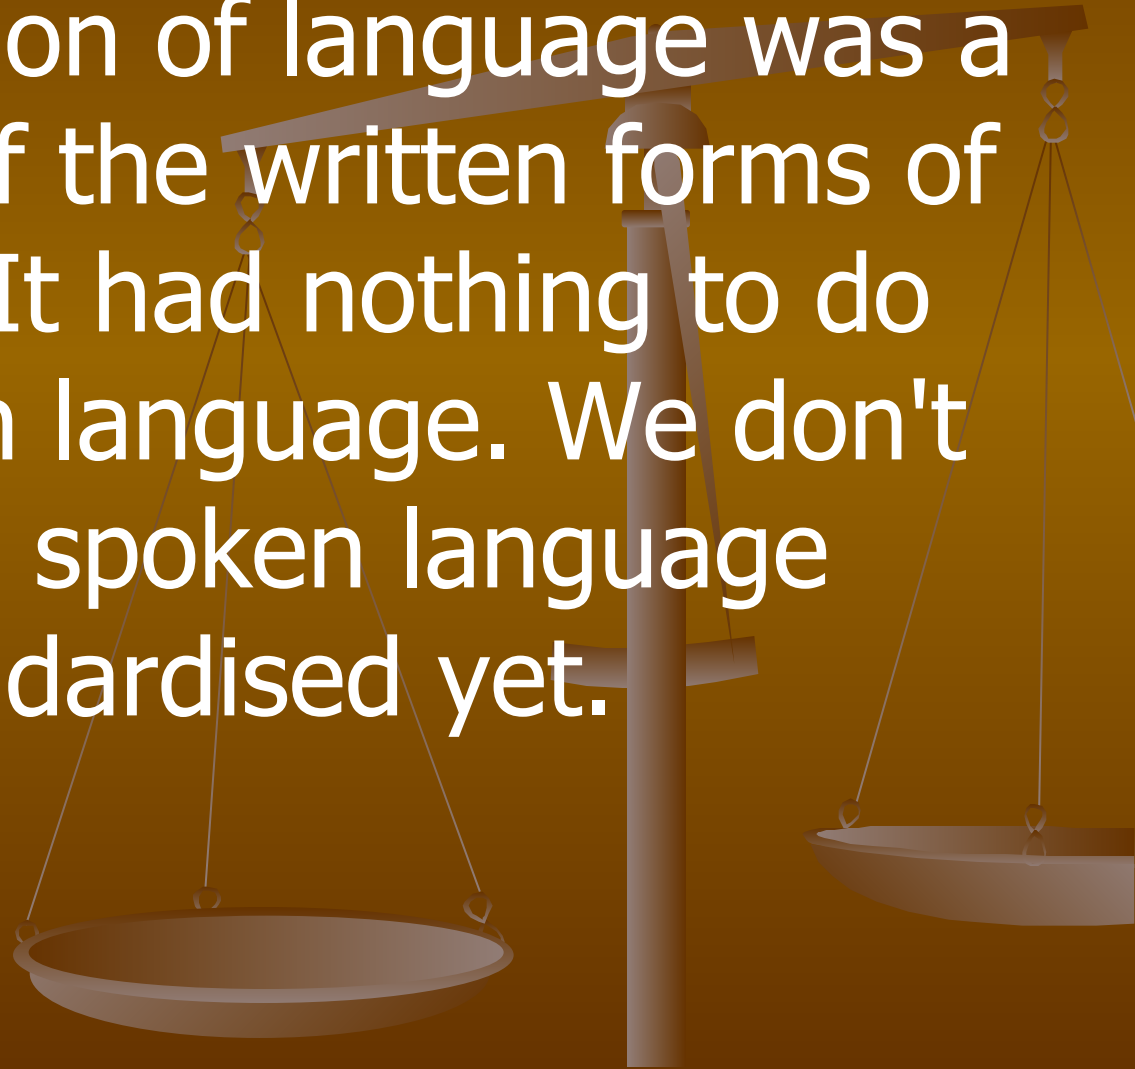 on of language was a
f the written forms of
It had nothing to do
n language. We don't
spoken language
dardised yet.